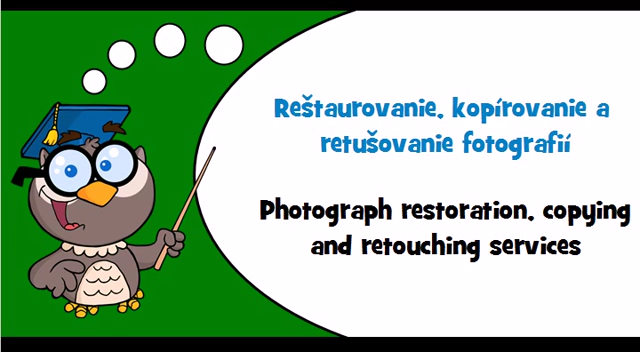 Reštaurovanie, kopírovanie a
retušovanie fotografií
Photograph restoration, copying
and retouching services